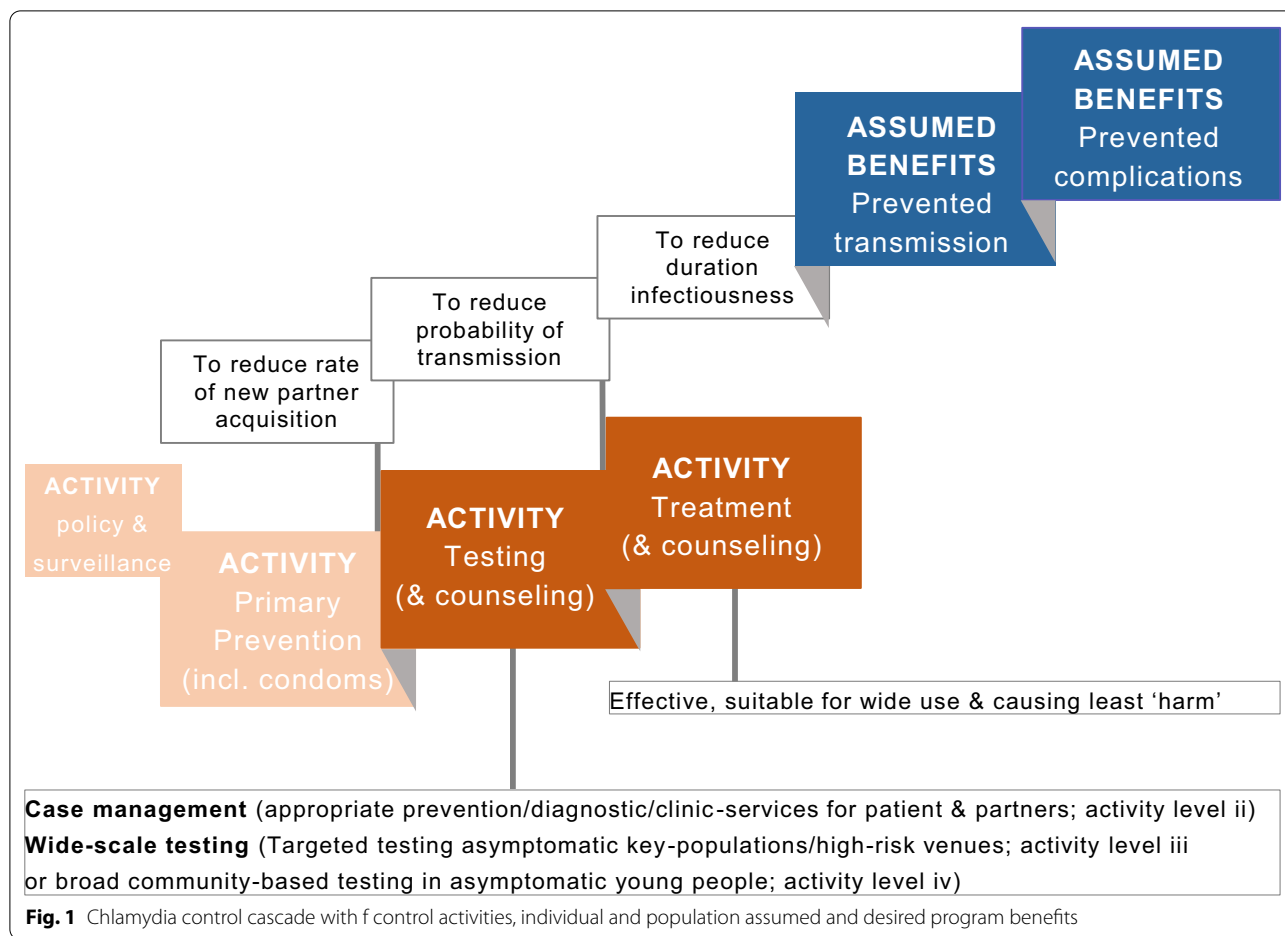 ASSUMED
BENEFITS
Prevented
complications
ASSUMED
BENEFITS
Prevented
transmission
To reduce
duration
infectiousness
To reduce
probability of
transmission
To reduce rate
of new partner
acquisition
ACTIVITY
policy &
surveillance
ACTIVITY
Primary
Prevention
(incl. condoms)
ACTIVITY
Testing
(& counseling)
ACTIVITY
Treatment
(& counseling)
Effective, suitable for wide use & causing least ‘harm’
Case management (appropriate prevention/diagnostic/clinic-services for patient & partners; activity level ii)
Wide-scale testing (Targeted testing asymptomatic key-populations/high-risk venues; activity level iii
or broad community-based testing in asymptomatic young people; activity level iv)
Fig. 1 Chlamydia control cascade with f control activities, individual and population assumed and desired program benefits